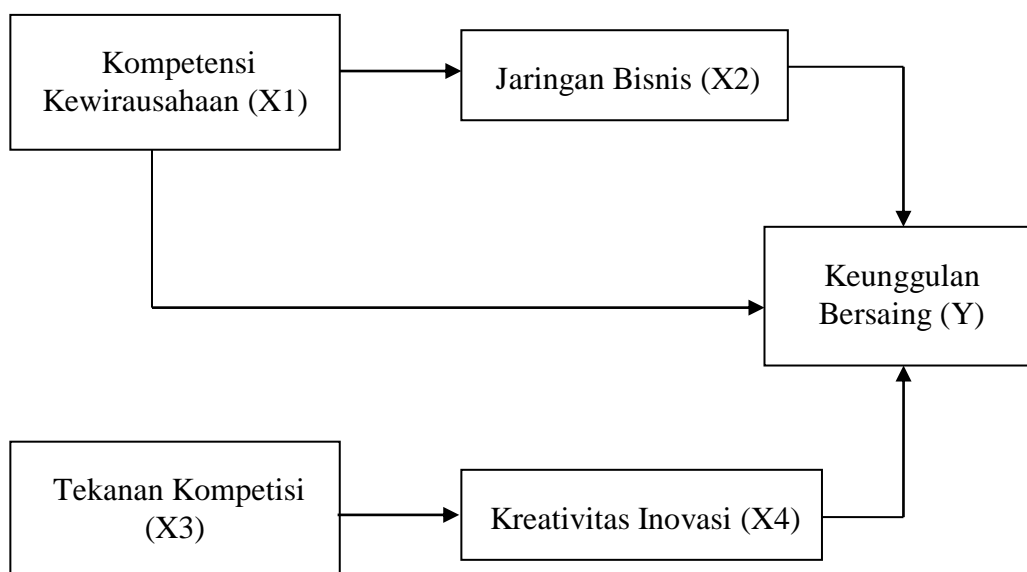 Kompetensi
Kewirausahaan (X1)
Jaringan Bisnis (X2)
Keunggulan
Bersaing (Y)
Tekanan Kompetisi
(X3)
Kreativitas Inovasi (X4)